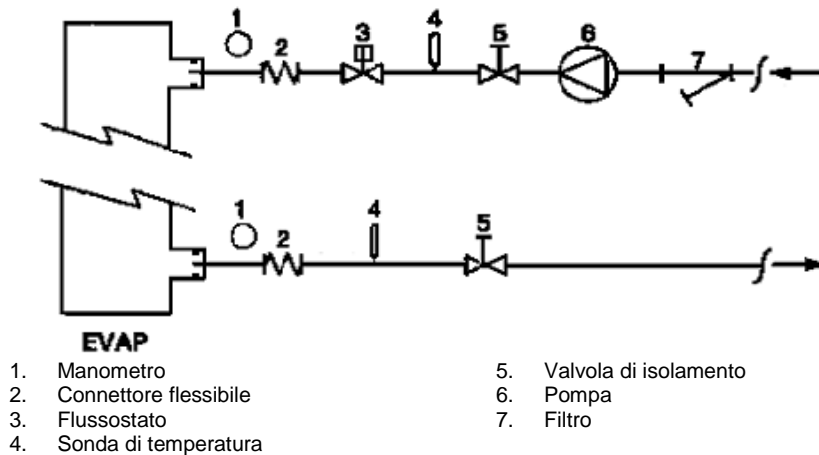 1 2 3 4 5 6 7
1 2 4 5
EVAP
1. Manometro
2. Connettore flessibile
3. Flussostato
4. Sonda di temperatura
5. Valvola di isolamento
6. Pompa
7. Filtro